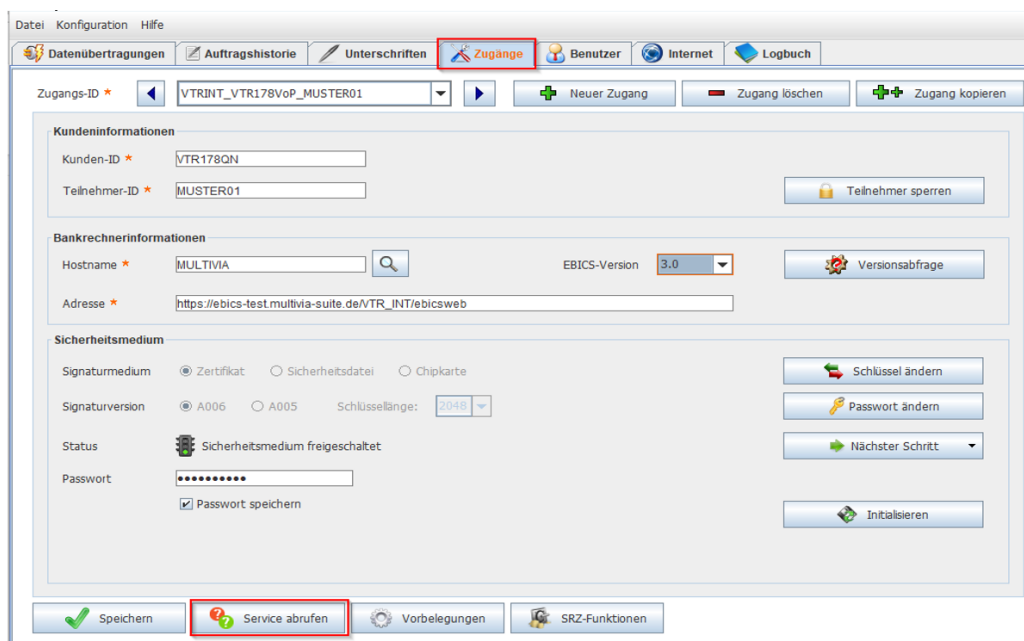 Datei Konfiguration Hilfe
Datenübertragungen Auftragshistorie Unterschriften Zugänge Benutzer Internet Logbuch
Zugangs-ID * VTRINT_VTR178VoP_MUSTER01 Neuer Zugang Zugang löschen Zugang kopieren
Kundeninformationen
Kunden-ID * VTR178QN
Teilnehmer-ID * MUSTER01 Teilnehmer sperren
Bankrechnerinformationen
Hostname * MULTIVIA EBICS-Version 3.0 Versionsabfrage
Adresse * https://ebics-test.multivia-suite.de/VTR_INT/ebicsweb
Sicherheitsmedium
Signaturmedium Zertifikat Sicherheitsdatei Chipkarte Schlüssel ändern
Signaturversion A006 A005 Schlüssellänge: 2048 Passwort ändern
Status Sicherheitsmedium freigeschaltet Nächster Schritt
Passwort ••••••••••
Passwort speichern
Initialisieren
Speichern Service abrufen Vorbelegungen SRZ-Funktionen